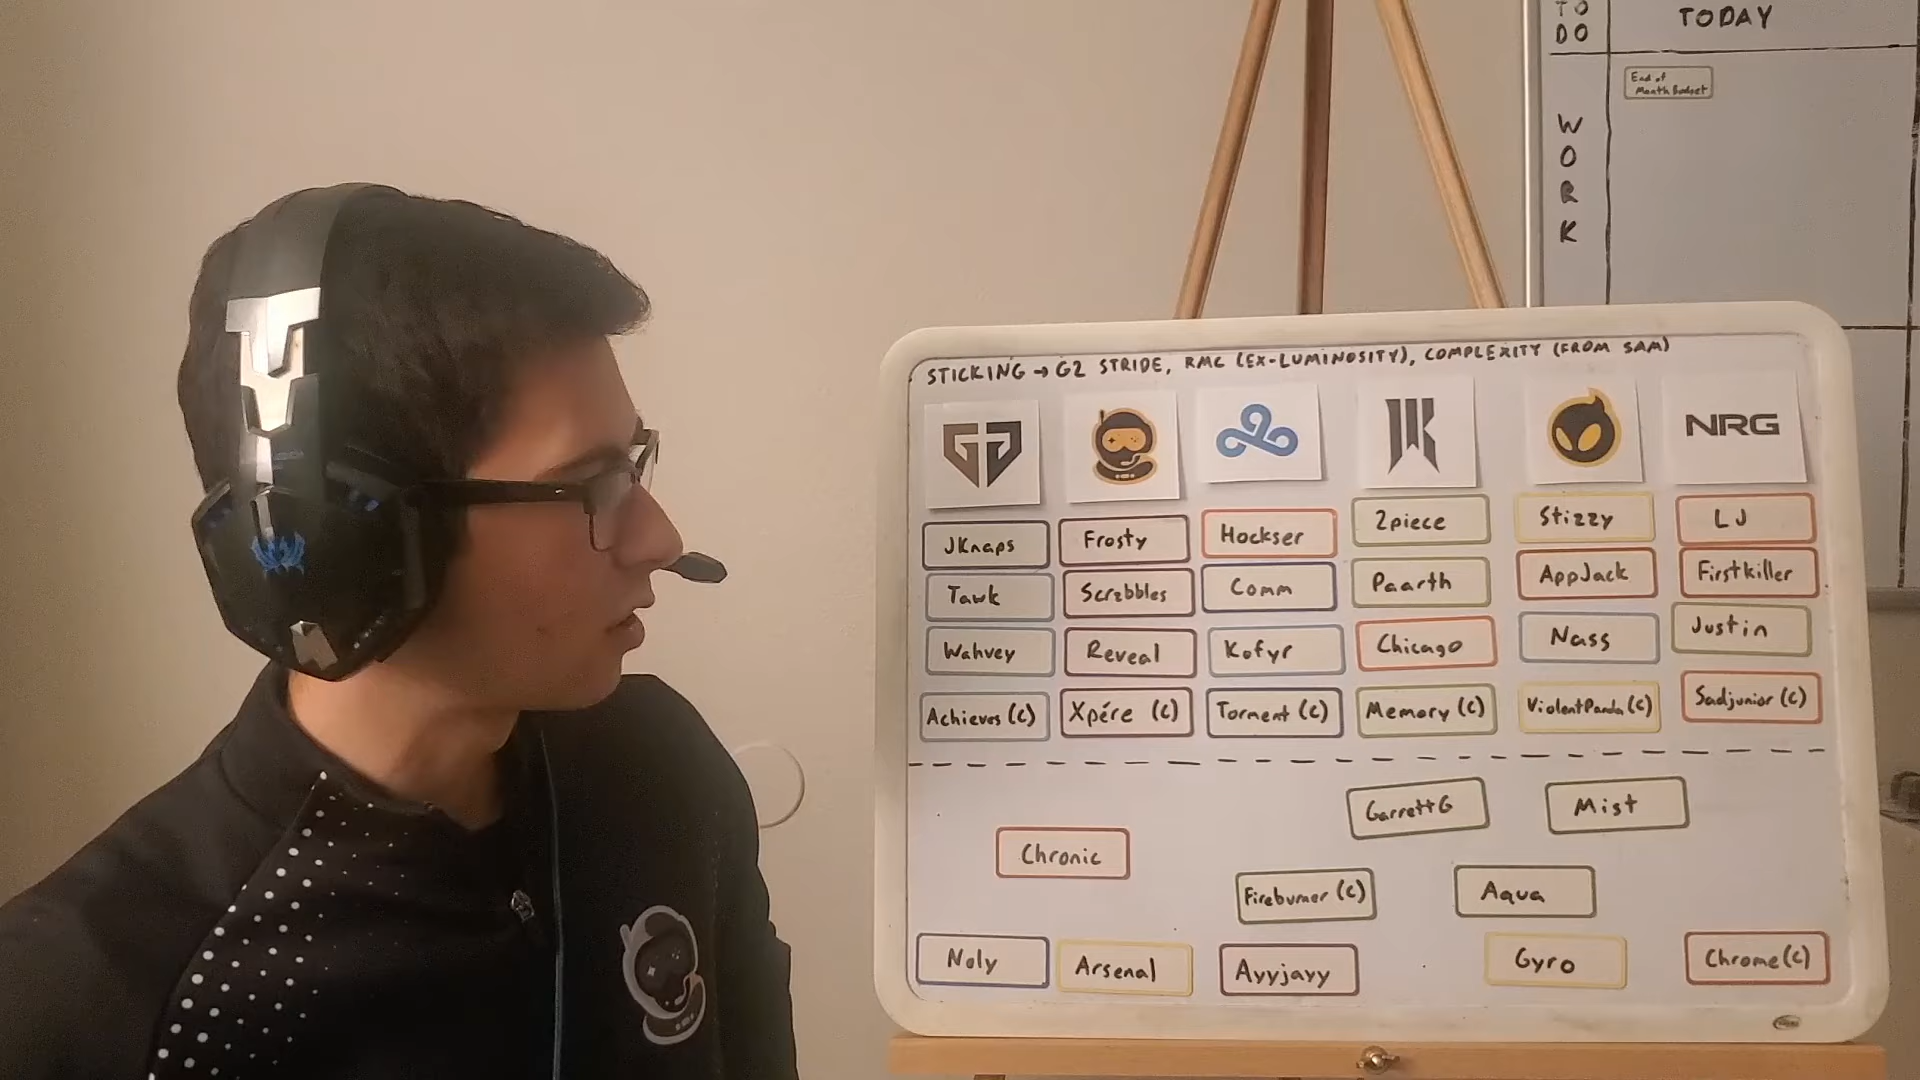 TO
DO
TODAY
End of
Month Budget
W
O
R
K
STICKING → G2 STRIDE, RMC (EX-LUMINOSITY), COMPLEXITY (FROM SAM)
NRG
JKnaps
Frosty
Hockser
2piece
Stizzy
LJ
Tawk
Scrzbbles
Comm
Paarth
AppJack
Firstkiller
Wahvey
Reveal
Kofyr
Chicago
Nass
Justin
Achieves (C)
Xpére (C)
Torment (C)
Memory (C)
ViolentPanda (C)
Sadjunior (C)
GarrettG
Mist
Chronic
Fireburner (C)
Aqua
Noly
Arsenal
Ayyjayy
Gyro
Chrome (C)